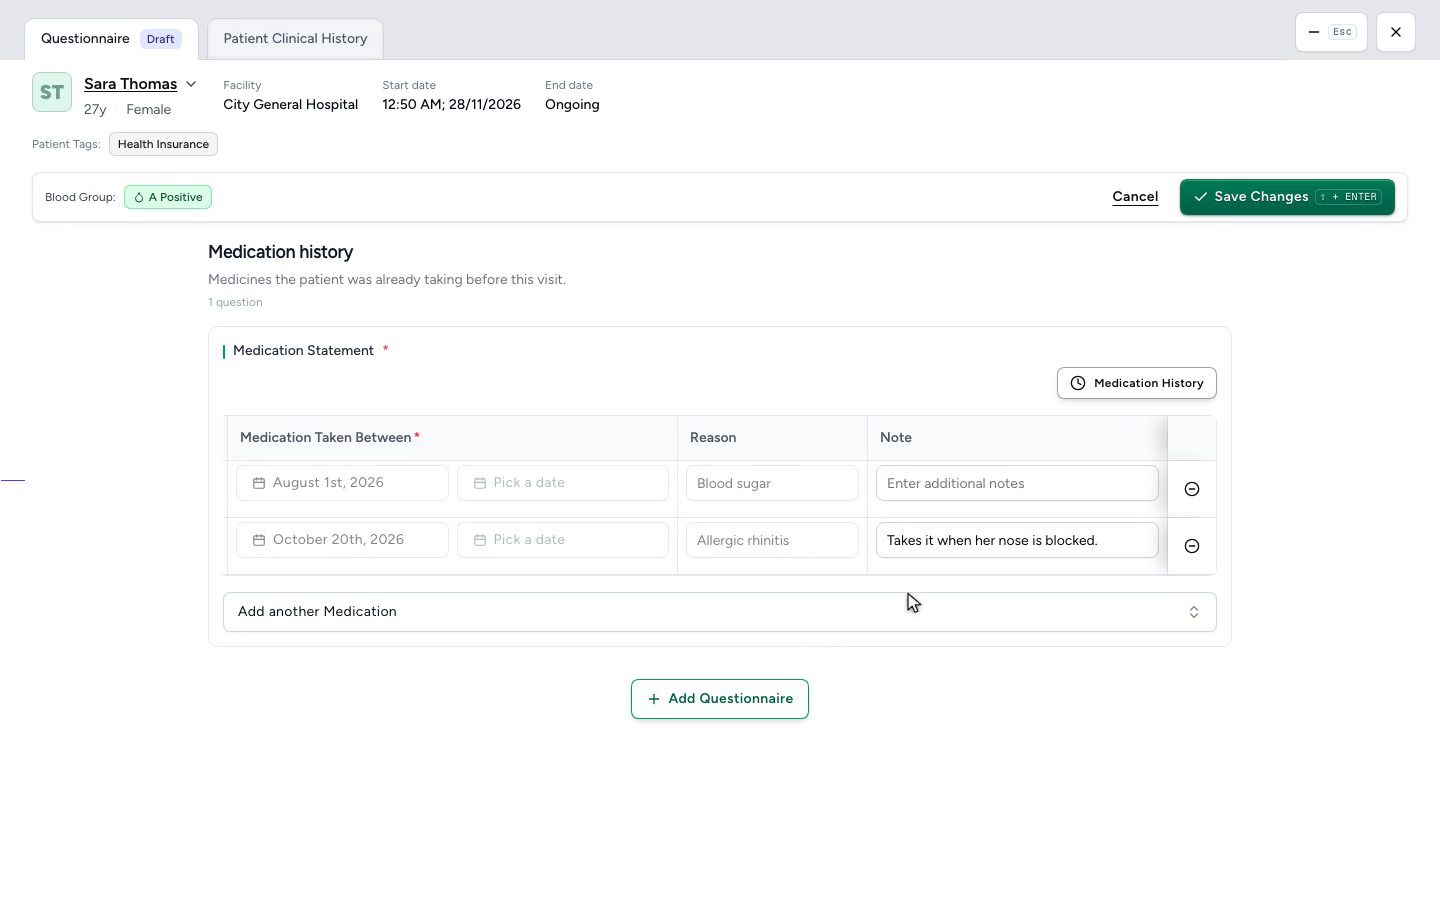 Questionnaire Draft
Patient Clinical History
Esc
ST
Sara Thomas
27y · Female
Facility
City General Hospital
Start date
12:50 AM; 28/11/2026
End date
Ongoing
Patient Tags: Health Insurance
Blood Group: A Positive
Cancel
Save Changes ⇧ + ENTER
Medication history
Medicines the patient was already taking before this visit.
1 question
Medication Statement *
Medication History
Medication Taken Between * Reason Note
August 1st, 2026 Pick a date Blood sugar Enter additional notes
October 20th, 2026 Pick a date Allergic rhinitis Takes it when her nose is blocked.
Add another Medication
Add Questionnaire